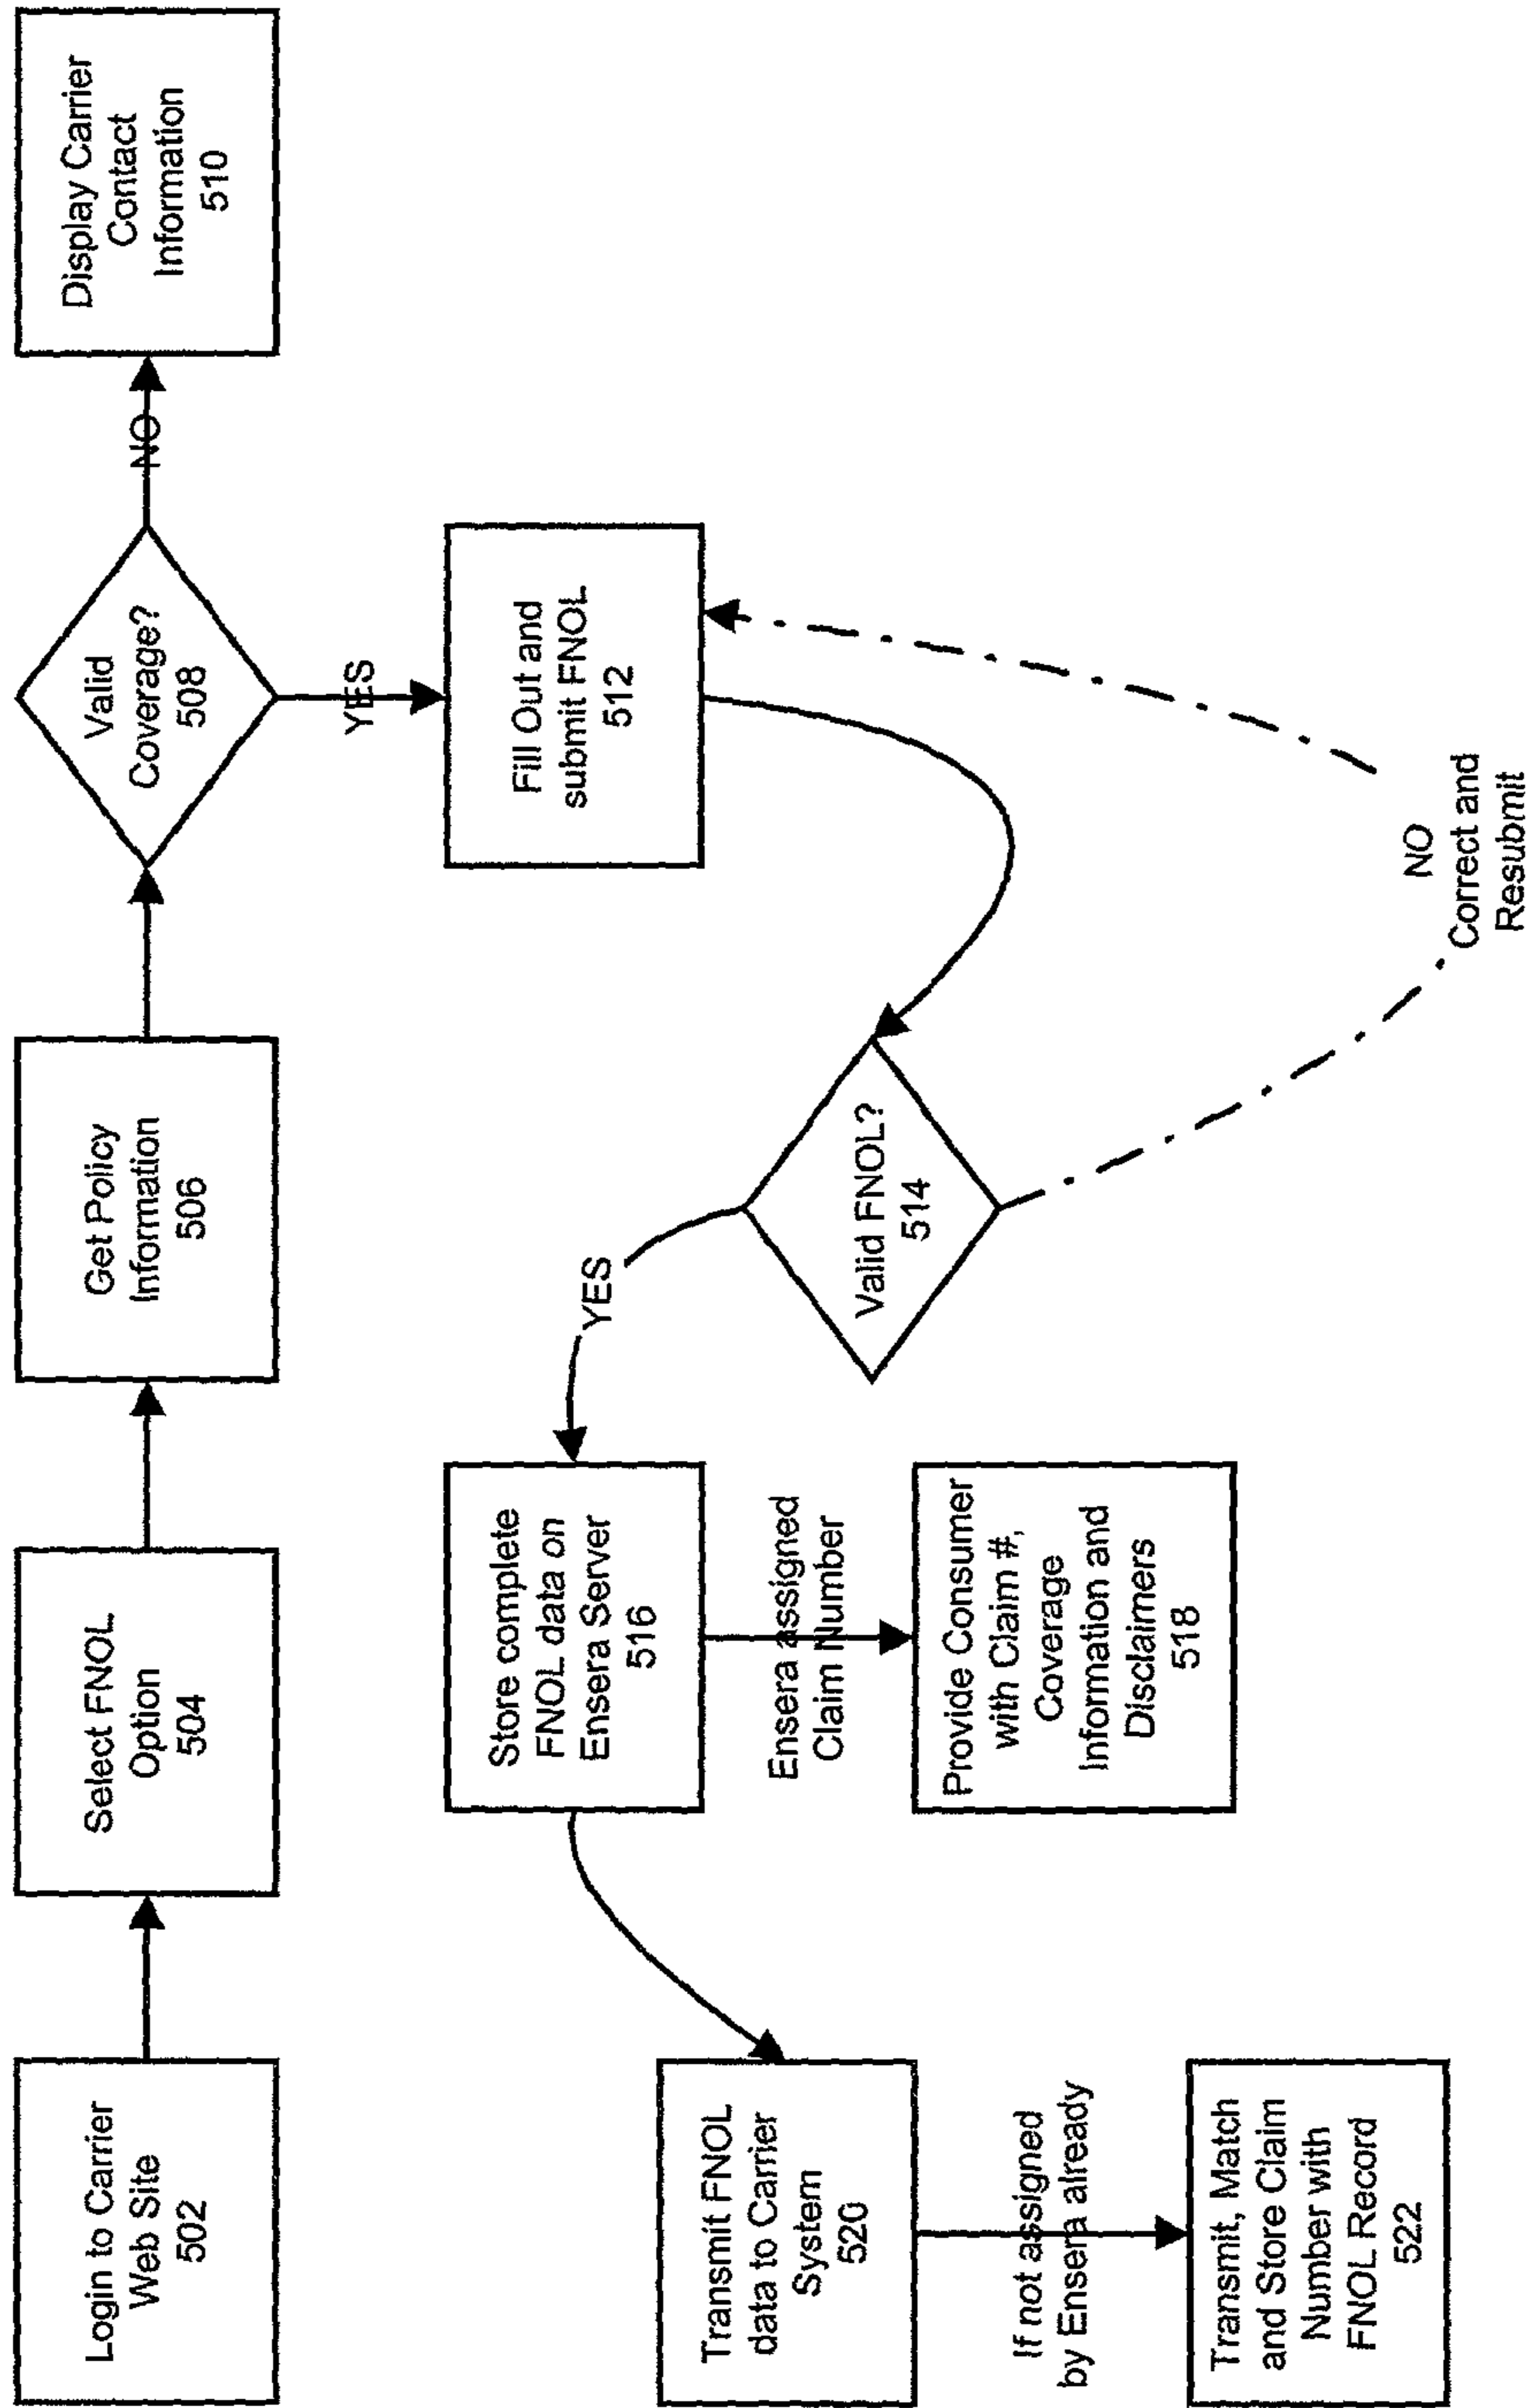 Login to Carrier
Web Site
502
Select FNOL
Option
504
Get Policy
Information
506
Valid
Coverage?
508
NO
Display Carrier
Contact
Information
510
YES
Fill Out and
submit FNOL
512
Valid FNOL?
514
NO
Correct and
Resubmit
YES
Store complete
FNOL data on
Ensera Server
516
Ensera assigned
Claim Number
Provide Consumer
with Claim #,
Coverage
Information and
Disclaimers
518
Transmit FNOL
data to Carrier
System
520
If not assigned
by Ensera already
Transmit, Match
and Store Claim
Number with
FNOL Record
522